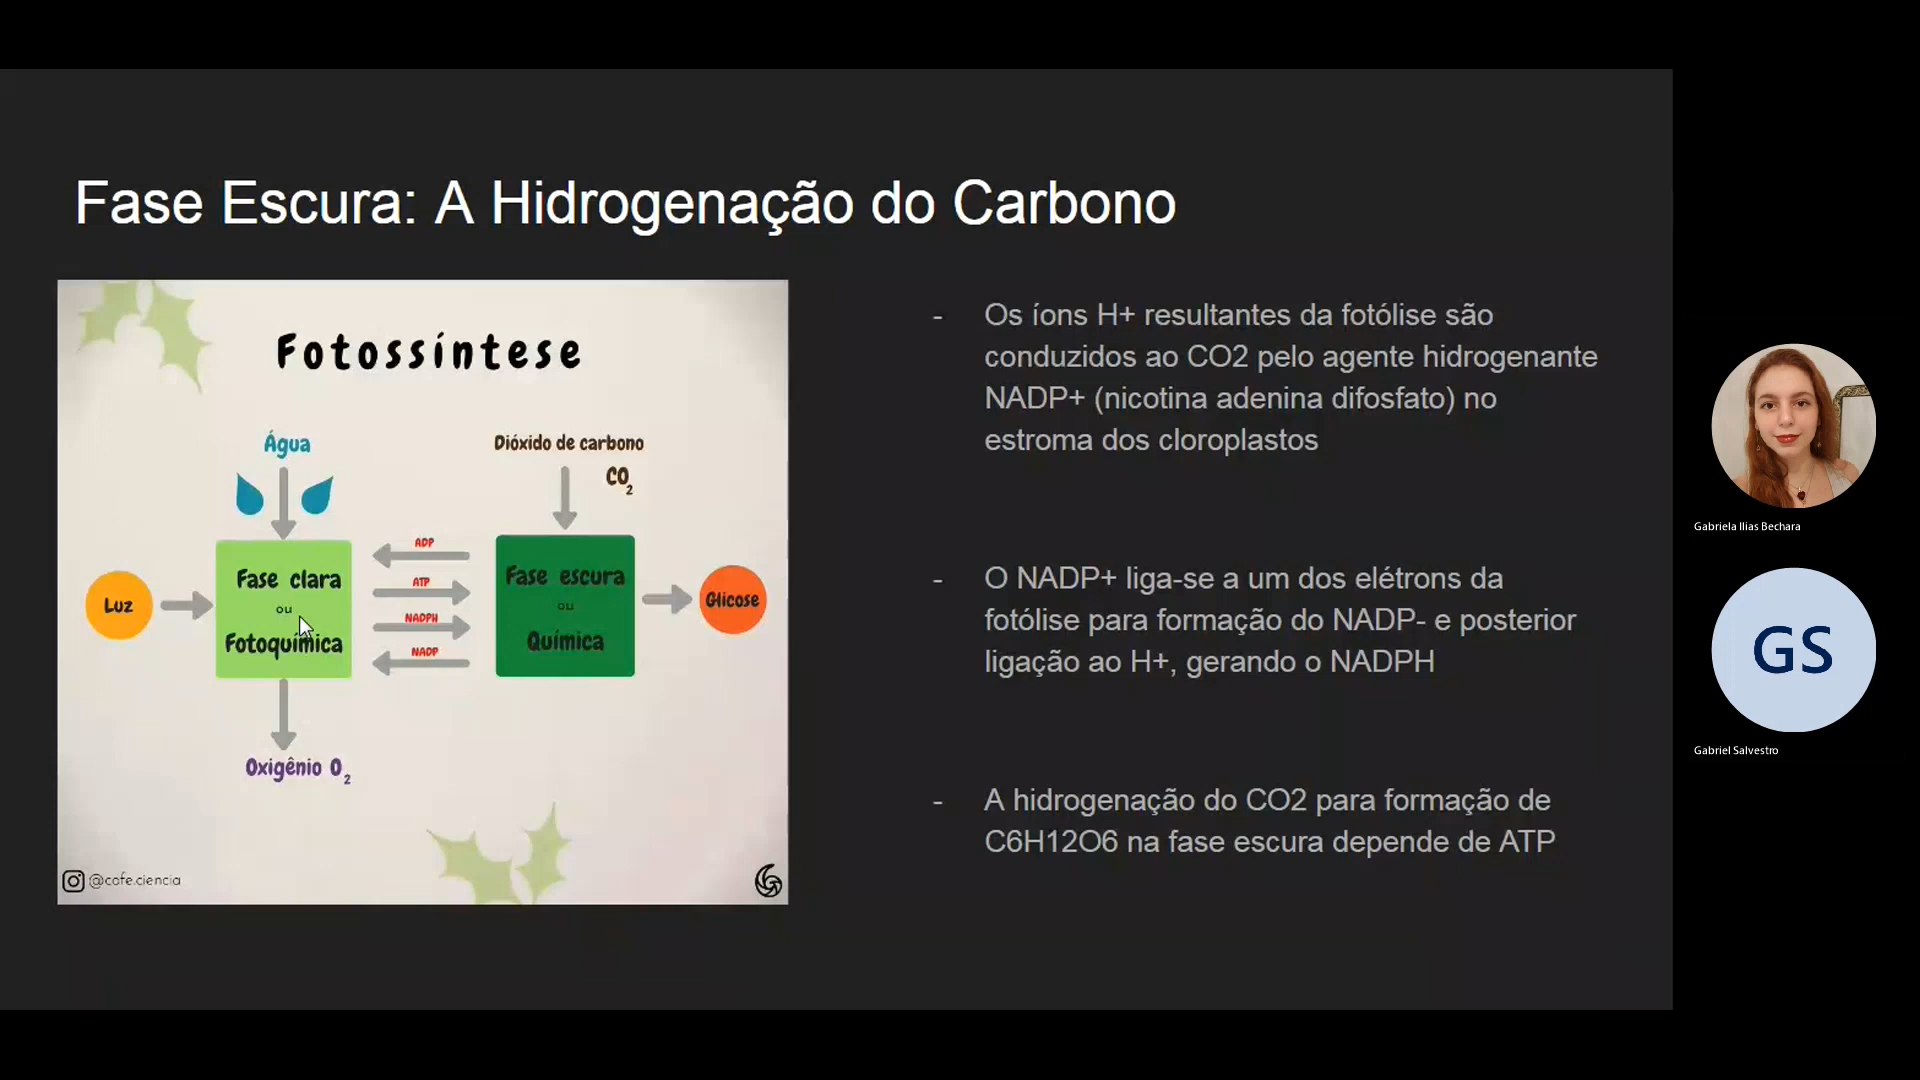 Fase Escura: A Hidrogenação do Carbono
Fotossíntese
Água
Dióxido de carbono
CO2
Luz
Fase clara
ou
Fotoquímica
ADP
ATP
NADPH
NADP
Fase escura
ou
Química
Glicose
Oxigênio O2
@cafe.ciencia
- Os íons H+ resultantes da fotólise são
conduzidos ao CO2 pelo agente hidrogenante
NADP+ (nicotina adenina difosfato) no
estroma dos cloroplastos
- O NADP+ liga-se a um dos elétrons da
fotólise para formação do NADP- e posterior
ligação ao H+, gerando o NADPH
- A hidrogenação do CO2 para formação de
C6H12O6 na fase escura depende de ATP
Gabriela Ilias Bechara
GS
Gabriel Salvestro